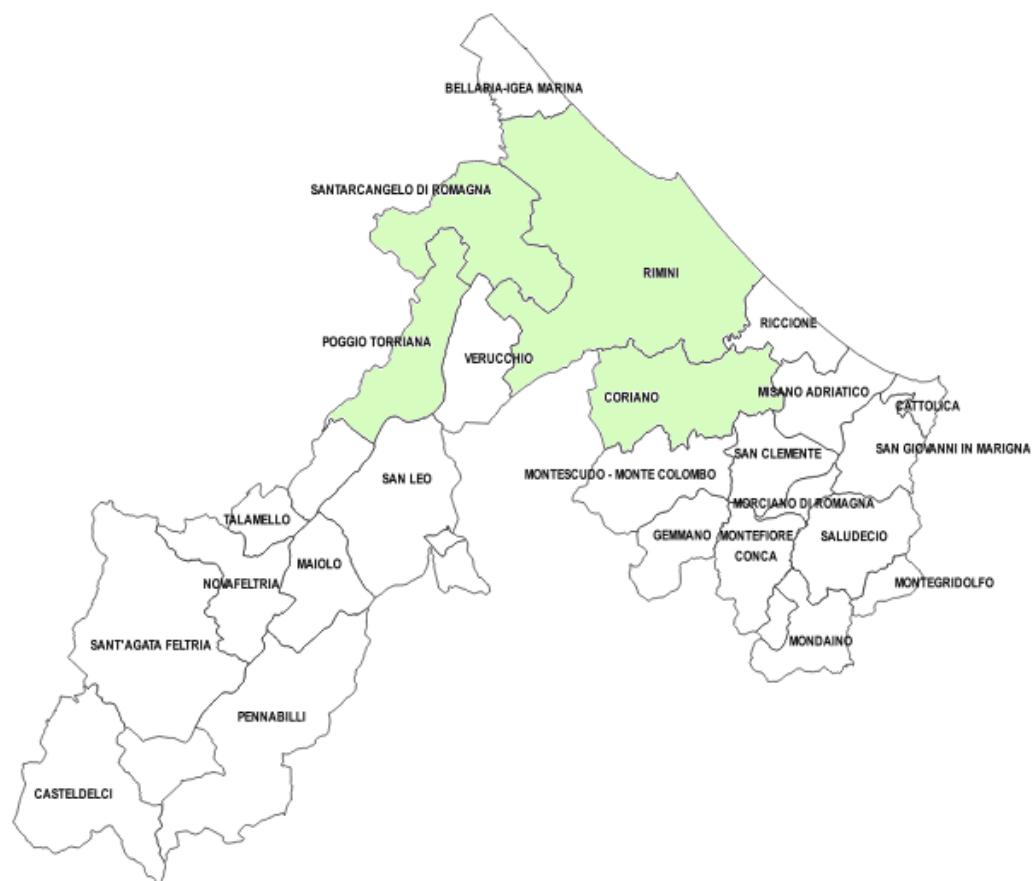 BELLARIA-IGEA MARINA
SANTARCANGELO DI ROMAGNA
RIMINI
RICCIONE
POGGIO TORRIANA
VERUCCHIO
CORIANO
MISANO ADRIATICO
CATTOLICA
SAN GIOVANNI IN MARIGNA
SAN CLEMENTE
SAN LEO
MONTESCUDO - MONTE COLOMBO
MORCIANO DI ROMAGNA
TALAMELLO
GEMMANO
MONTEFIORE
CONCA
SALUDECIO
MAIOLO
NOVAFELTRIA
MONTEGRIDOLFO
SANT'AGATA FELTRIA
MONDAINO
PENNABILLI
CASTELDELCI